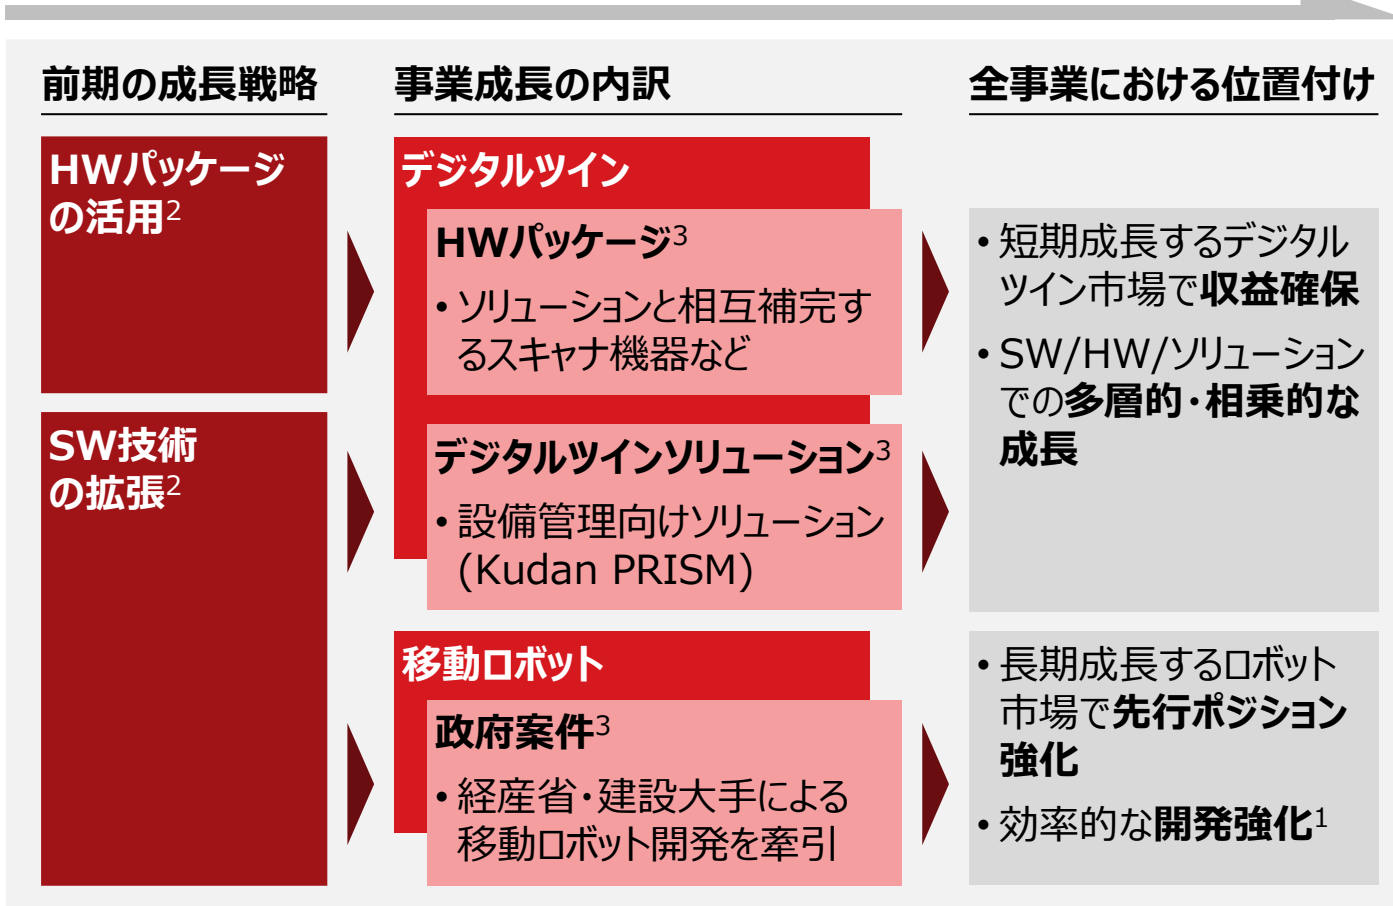 前期の成長戦略
事業成長の内訳
全事業における位置付け
HWパッケージ
の活用2
SW技術
の拡張2
デジタルツイン
HWパッケージ3
• ソリューションと相互補完す
るスキャナ機器など
デジタルツインソリューション3
• 設備管理向けソリューション
(Kudan PRISM)
移動ロボット
政府案件3
• 経産省・建設大手による
移動ロボット開発を牽引
• 短期成長するデジタル
ツイン市場で収益確保
• SW/HW/ソリューション
での多層的・相乗的な
成長
• 長期成長するロボット
市場で先行ポジション
強化
• 効率的な開発強化1